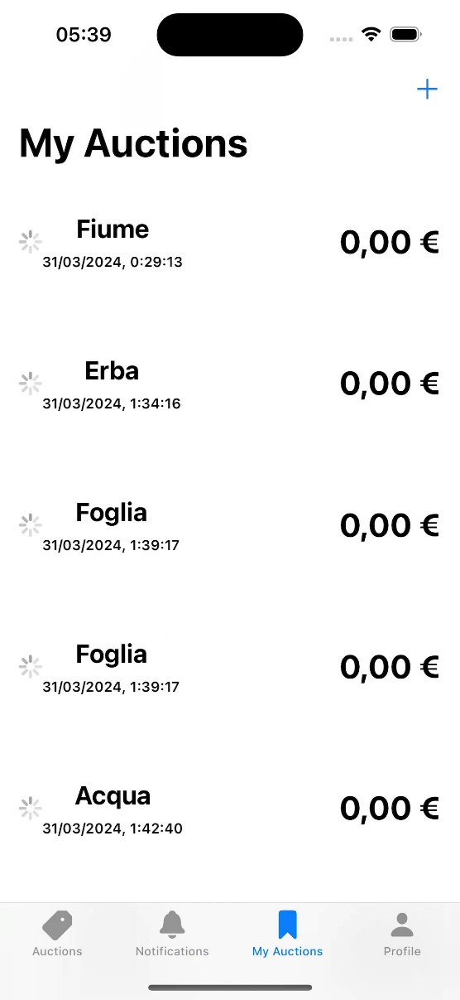 05:39
My Auctions
Fiume
31/03/2024, 0:29:13
0,00 €
Erba
31/03/2024, 1:34:16
0,00 €
Foglia
31/03/2024, 1:39:17
0,00 €
Foglia
31/03/2024, 1:39:17
0,00 €
Acqua
31/03/2024, 1:42:40
0,00 €
Auctions
Notifications
My Auctions
Profile